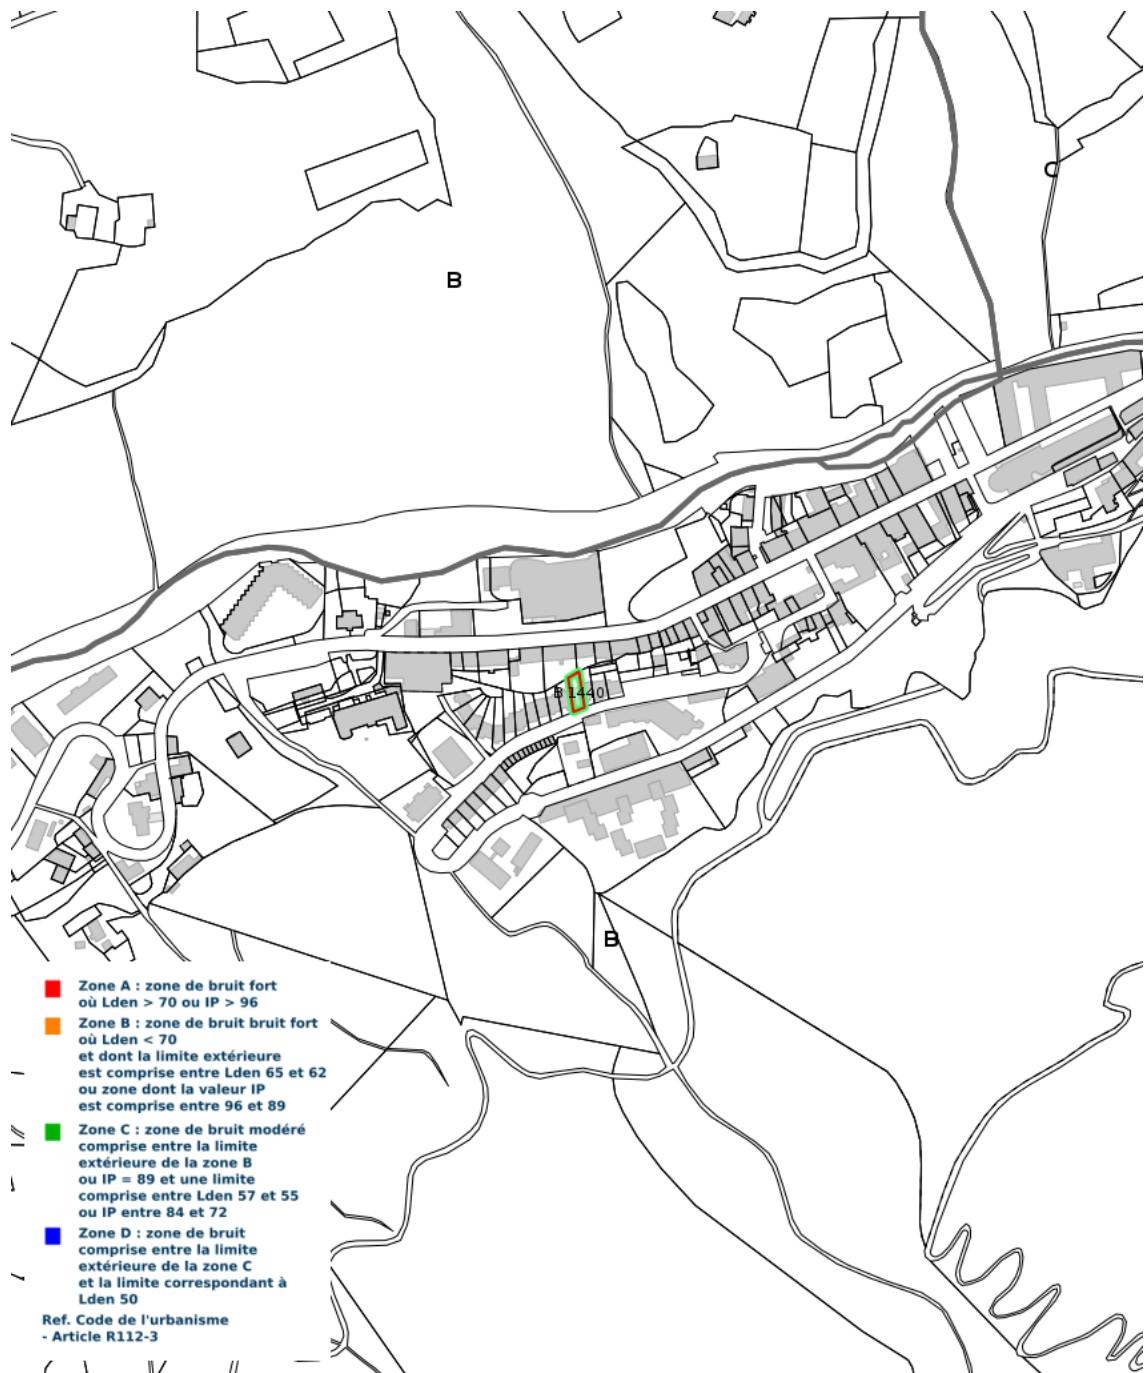 C
B
B 1440
B
Zone A : zone de bruit fort
où Lden > 70 ou IP > 96
Zone B : zone de bruit bruit fort
où Lden < 70
et dont la limite extérieure
est comprise entre Lden 65 et 62
ou zone dont la valeur IP
est comprise entre 96 et 89
Zone C : zone de bruit modéré
comprise entre la limite
extérieure de la zone B
ou IP = 89 et une limite
comprise entre Lden 57 et 55
ou IP entre 84 et 72
Zone D : zone de bruit
comprise entre la limite
extérieure de la zone C
et la limite correspondant à
Lden 50
Ref. Code de l'urbanisme
- Article R112-3